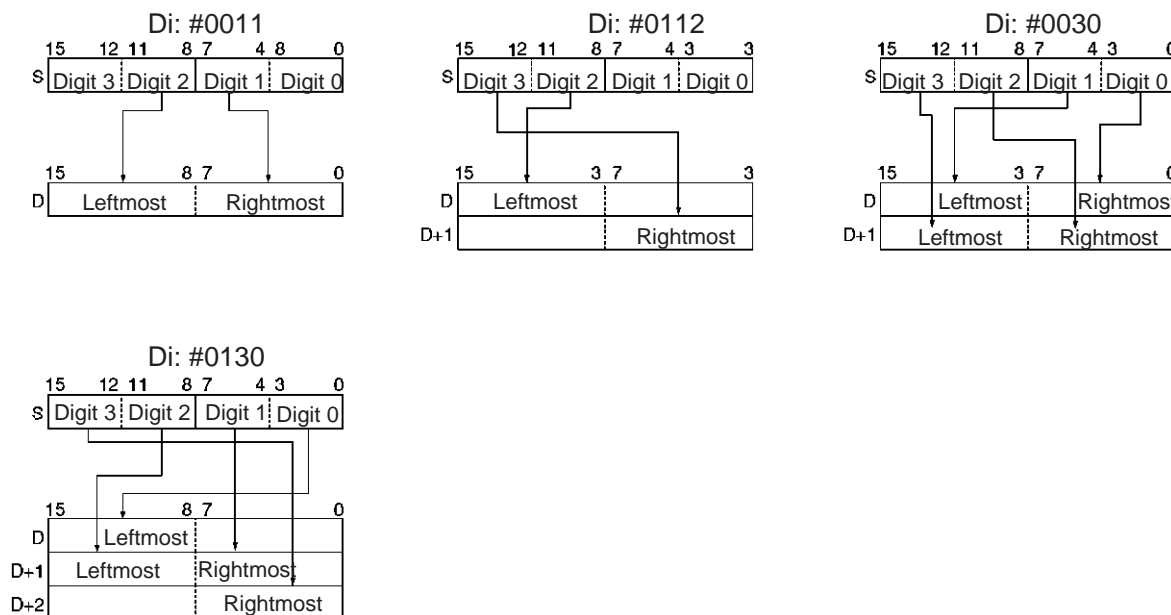 Di: #0011
Di: #0112
Di: #0030
15 12 11 8 7 4 8 0
15 12 11 8 7 4 3 3
15 12 11 8 7 4 3 0
S Digit 3 Digit 2 Digit 1 Digit 0
S Digit 3 Digit 2 Digit 1 Digit 0
S Digit 3 Digit 2 Digit 1 Digit 0
15 8 7 0
15 3 7 3
15 3 7 0
D Leftmost Rightmost
D Leftmost
D Leftmost Rightmost
D+1 Rightmost
D+1 Leftmost Rightmost
Di: #0130
15 12 11 8 7 4 3 0
S Digit 3 Digit 2 Digit 1 Digit 0
15 8 7 0
D Leftmost
D+1 Leftmost Rightmost
D+2 Rightmost